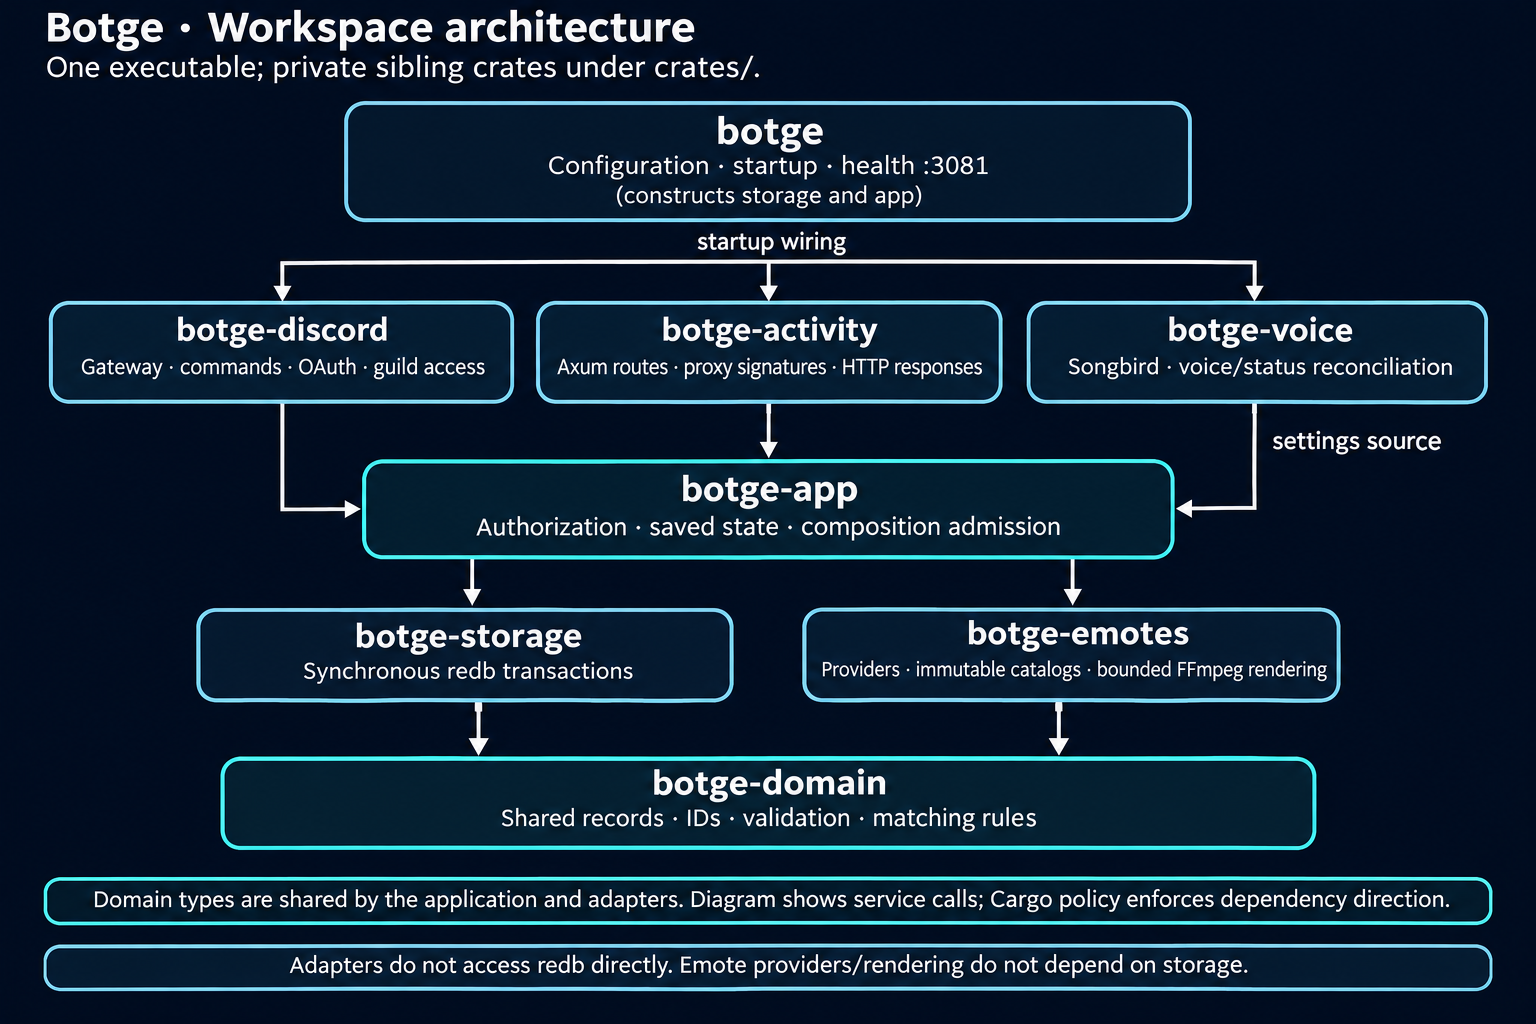 Botge · Workspace architecture
One executable; private sibling crates under crates/.
botge
Configuration · startup · health :3081
(constructs storage and app)
startup wiring
botge-discord
Gateway · commands · OAuth · guild access
botge-activity
Axum routes · proxy signatures · HTTP responses
botge-voice
Songbird · voice/status reconciliation
settings source
botge-app
Authorization · saved state · composition admission
botge-storage
Synchronous redb transactions
botge-emotes
Providers · immutable catalogs · bounded FFmpeg rendering
botge-domain
Shared records · IDs · validation · matching rules
Domain types are shared by the application and adapters. Diagram shows service calls; Cargo policy enforces dependency direction.
Adapters do not access redb directly. Emote providers/rendering do not depend on storage.